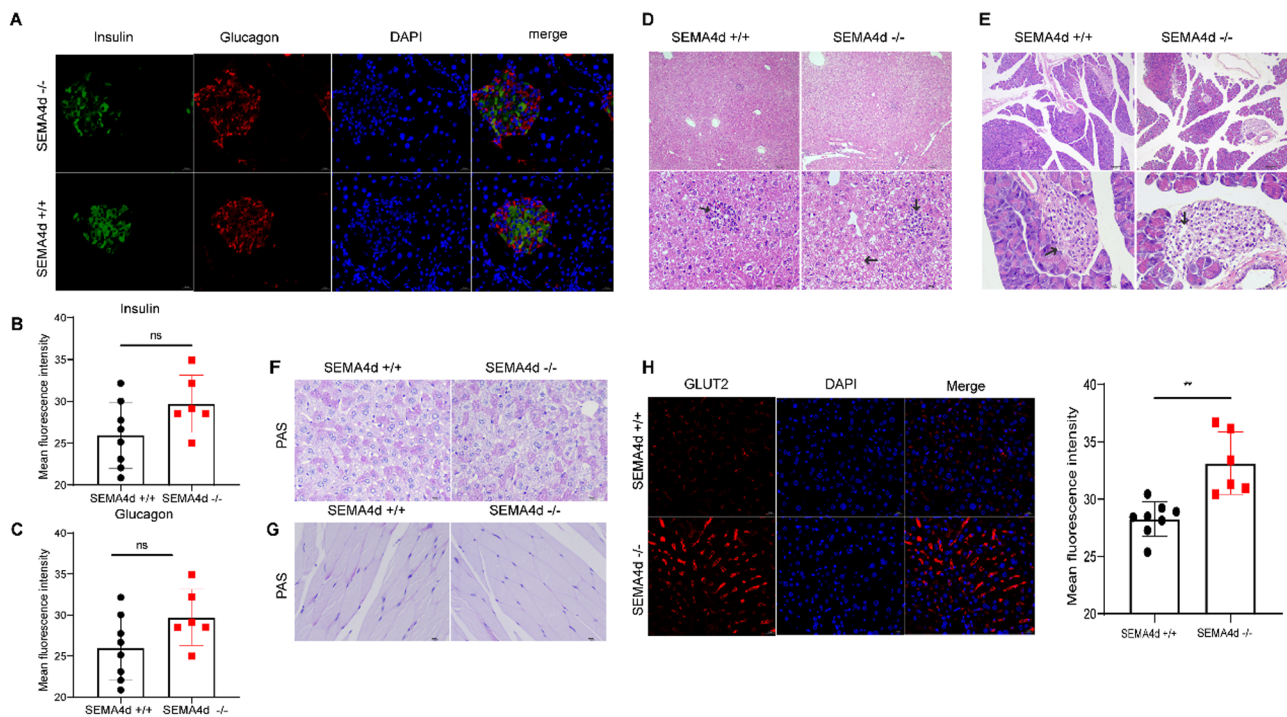 A
Insulin
Glucagon
DAPI
merge
SEMA4d -/-
SEMA4d +/+
B
Insulin
ns
Mean fluorescence intensity
40
35
30
25
20
SEMA4d +/+
SEMA4d -/-
C
Glucagon
ns
Mean fluorescence intensity
40
35
30
25
20
SEMA4d +/+
SEMA4d -/-
D
SEMA4d +/+
SEMA4d -/-
E
SEMA4d +/+
SEMA4d -/-
F
SEMA4d +/+
SEMA4d -/-
PAS
G
SEMA4d +/+
SEMA4d -/-
PAS
H
GLUT2
DAPI
Merge
SEMA4d +/+
SEMA4d -/-
Mean fluorescence intensity
40
35
30
25
20
SEMA4d +/+
SEMA4d -/-